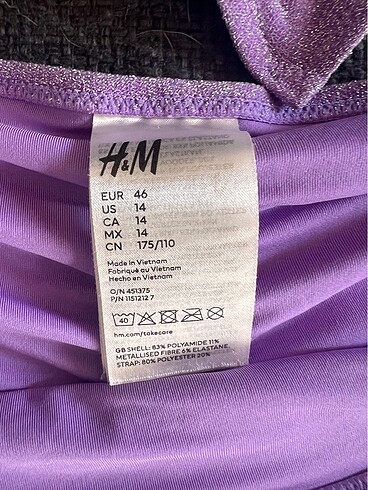 H&M
EUR 46
US 14
CA 14
MX 14
CN 175/110
Made in Vietnam
Fabriqué au Vietnam
Hecho en Vietnam
O/N 451375
P/N 1151212 7
40
hm.com/takecare
GB SHELL: 83% POLYAMIDE 11%
METALLISED FIBRE 6% ELASTANE.
STRAP: 80% POLYESTER 20%